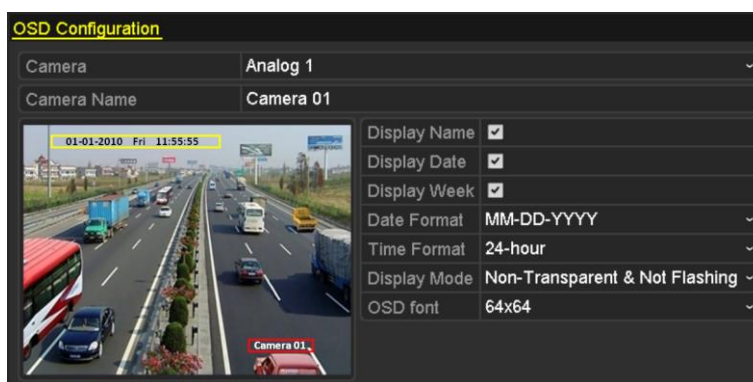 OSD Configuration
Camera Analog 1
Camera Name Camera 01
01-01-2010 Fri 11:55:55
Camera 01
Display Name
Display Date
Display Week
Date Format MM-DD-YYYY
Time Format 24-hour
Display Mode Non-Transparent & Not Flashing
OSD font 64x64